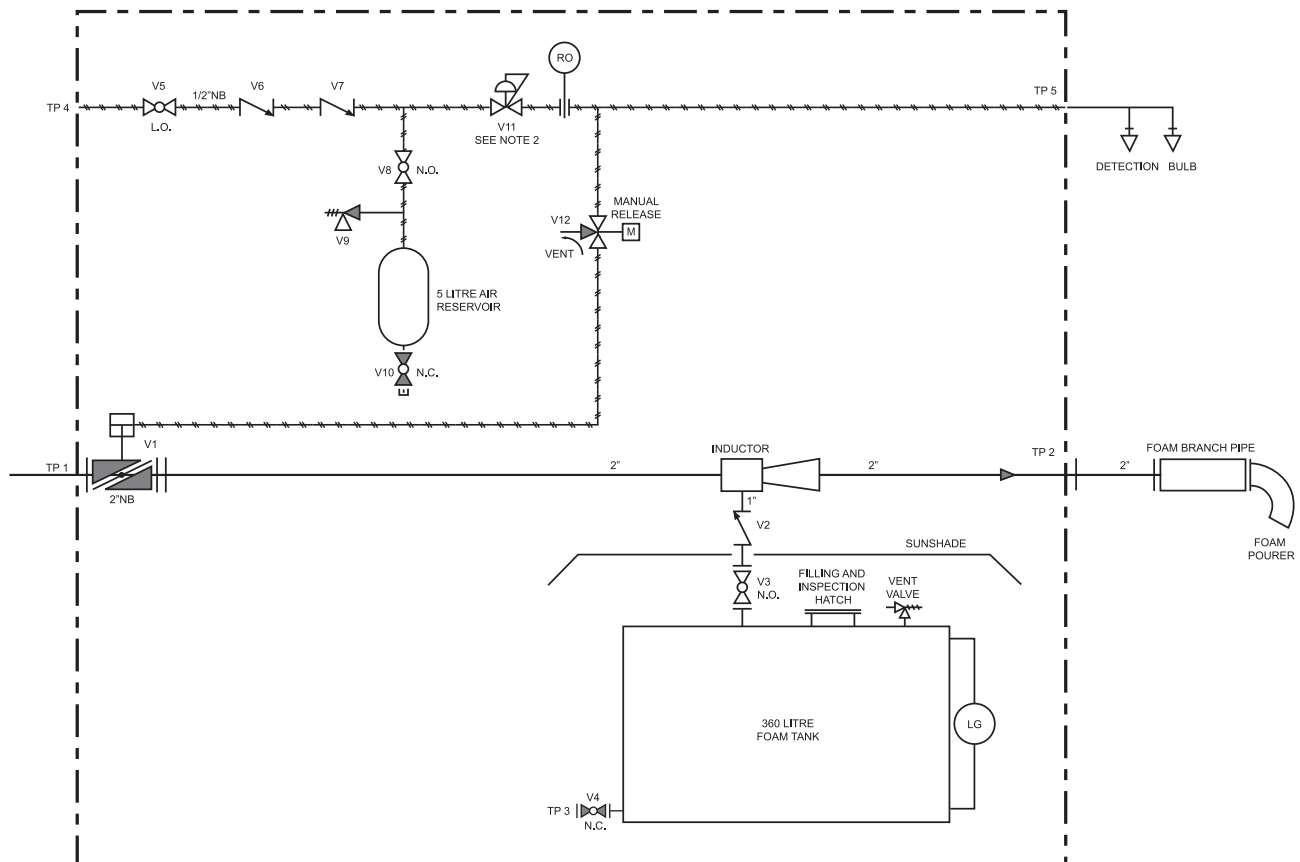 RO
V5
1/2"NB
V6
V7
TP 4
TP 5
L.O.
V11
SEE NOTE 2
DETECTION
BULB
V8
N.O.
MANUAL
RELEASE
V12
M
V9
VENT
5 LITRE AIR
RESERVOIR
V10
N.C.
V1
INDUCTOR
TP 2
FOAM BRANCH PIPE
TP 1
2"
2"
2"
2"NB
1"
V2
SUNSHADE
FOAM
POURER
V3
N.O.
FILLING AND
INSPECTION
HATCH
VENT
VALVE
360 LITRE
FOAM TANK
LG
V4
TP 3
N.C.